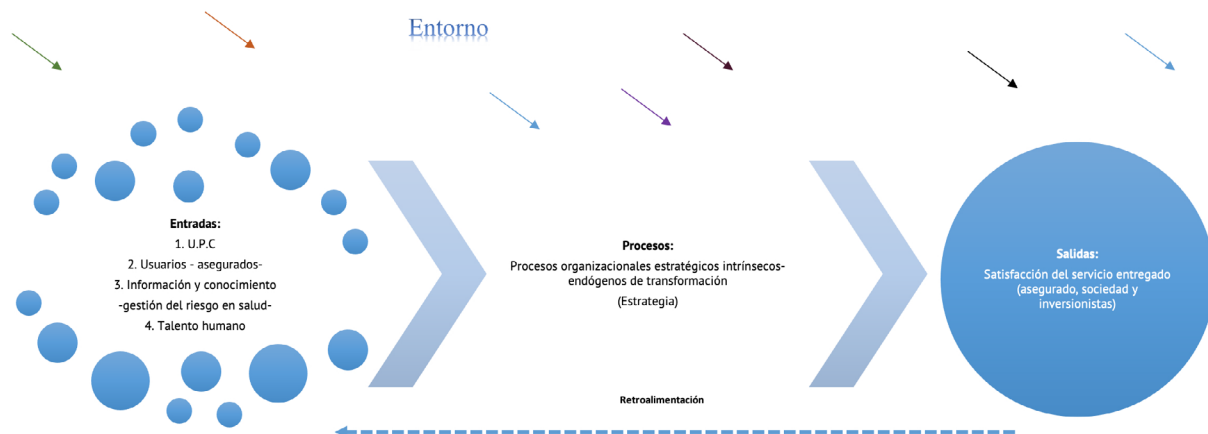 Entorno
Entradas:
1. U.P.C
2. Usuarios - asegurados-
3. Información y conocimiento
-gestión del riesgo en salud-
4. Talento humano
Procesos:
Procesos organizacionales estratégicos intrínsecos-
endógenos de transformación
(Estrategia)
Salidas:
Satisfacción del servicio entregado
(asegurado, sociedad y
inversionistas)
Retroalimentación